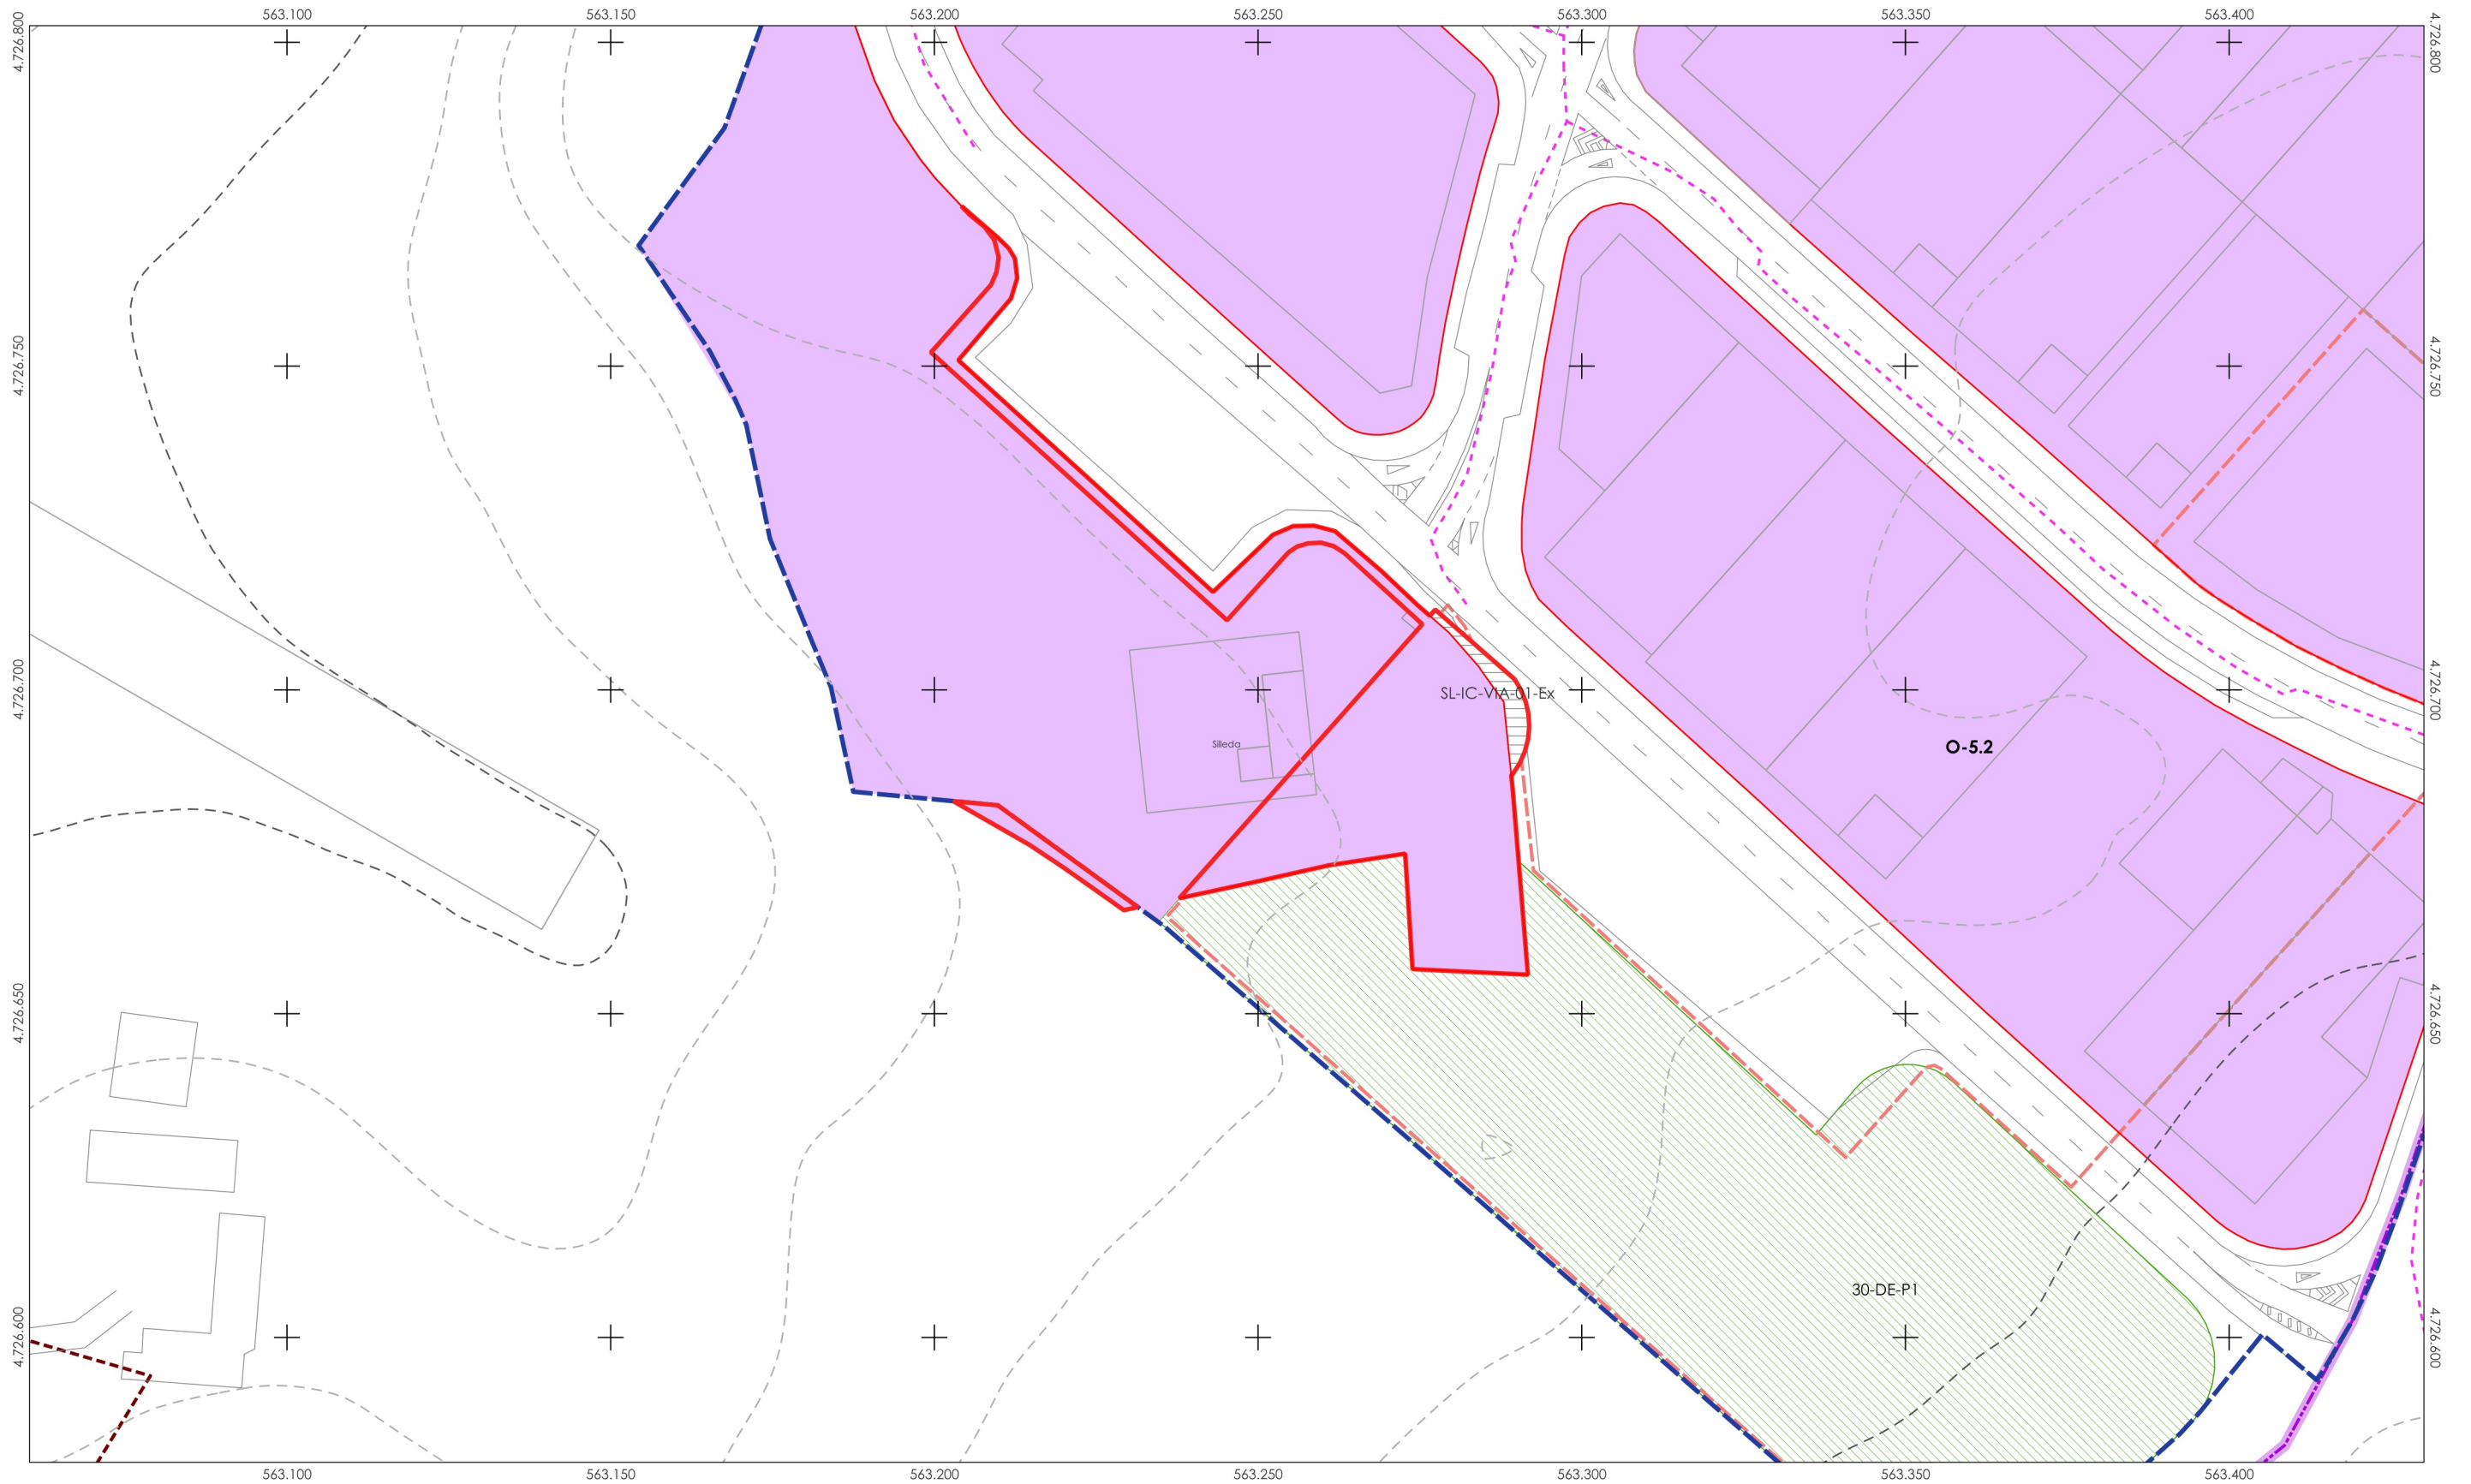 563.100 563.150 563.200 563.250 563.300 563.350 563.400
4.726.800 4.726.800
4.726.750 4.726.750
4.726.700 4.726.700
SL-IC-VIA-01-Ex
Silleda
O-5.2
4.726.650 4.726.650
30-DE-P1
4.726.600 4.726.600
563.100 563.150 563.200 563.250 563.300 563.350 563.400